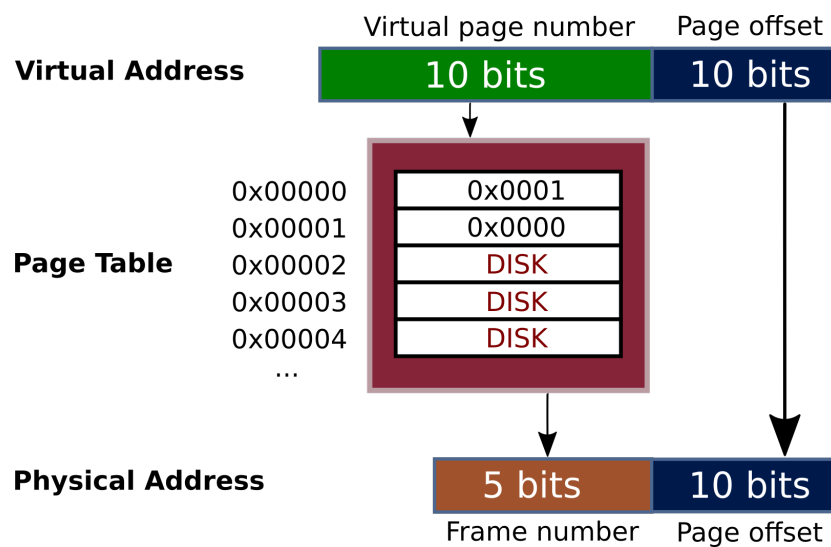 Virtual page number Page offset
Virtual Address 10 bits 10 bits
0x00000 0x0001
0x00001 0x0000
Page Table 0x00002 DISK
0x00003 DISK
0x00004 DISK
...
Physical Address 5 bits 10 bits
Frame number Page offset